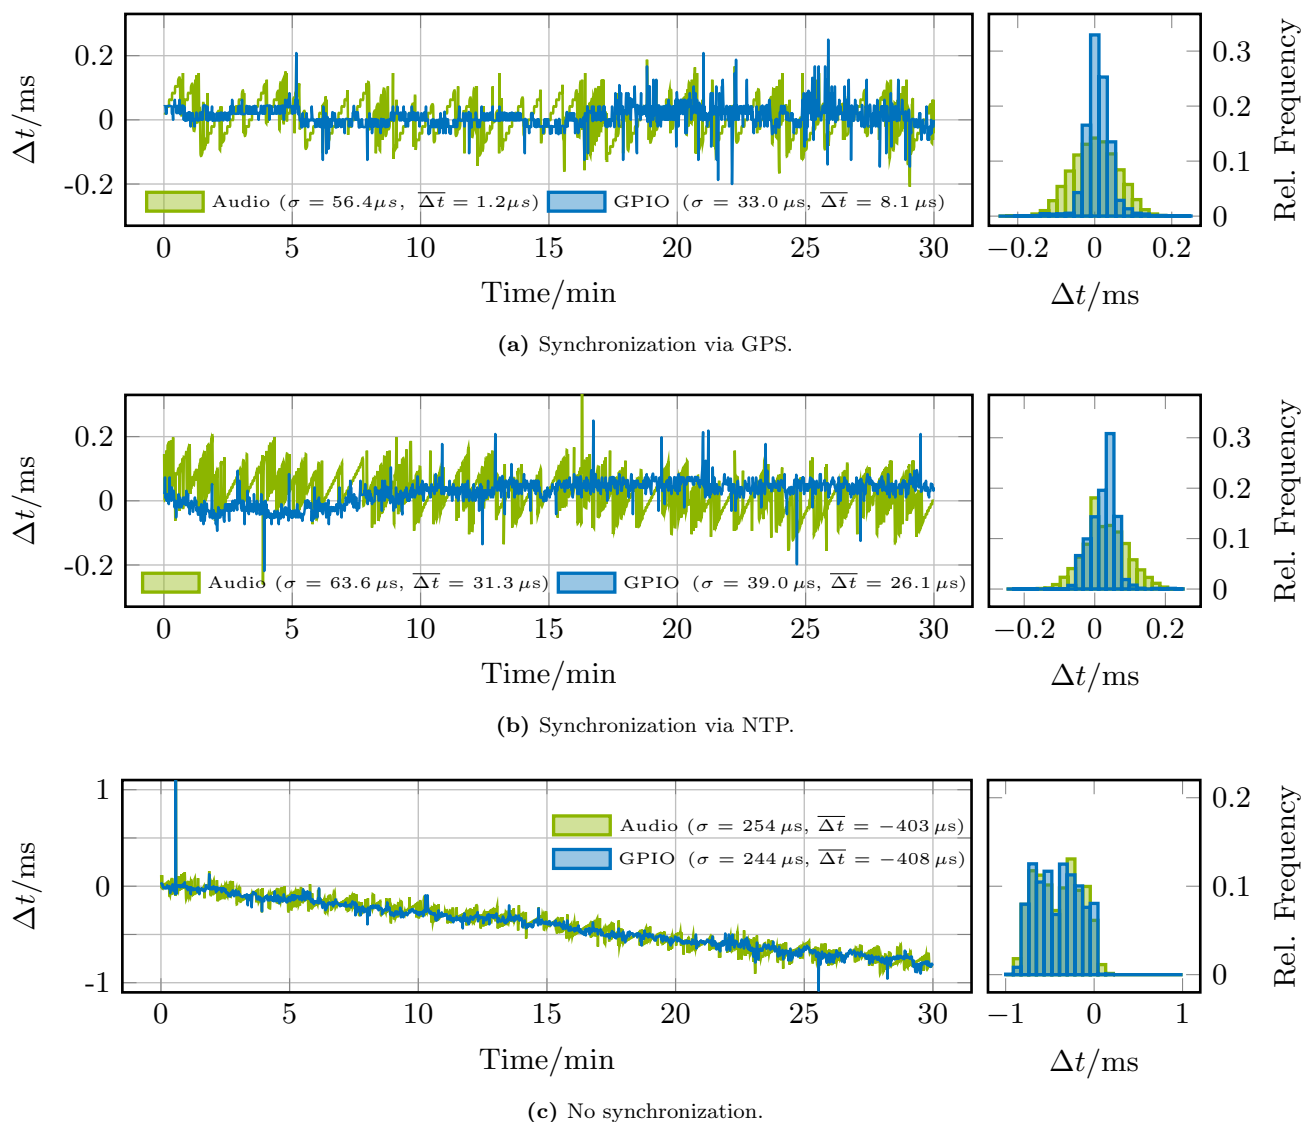 Δt/ms
0.2
0
-0.2
Audio (σ = 56.4μs, Δt = 1.2μs) GPIO (σ = 33.0 μs, Δt = 8.1 μs)
0 5 10 15 20 25 30
Time/min
0.3
0.2
0.1
0
Rel. Frequency
−0.2 0 0.2
Δt/ms
(a) Synchronization via GPS.
Δt/ms
0.2
0
-0.2
Audio (σ = 63.6 μs, Δt = 31.3 μs) GPIO (σ = 39.0 μs, Δt = 26.1 μs)
0 5 10 15 20 25 30
Time/min
0.3
0.2
0.1
0
Rel. Frequency
−0.2 0 0.2
Δt/ms
(b) Synchronization via NTP.
Δt/ms
1
0
-1
Audio (σ = 254 μs, Δt = −403 μs)
GPIO (σ = 244 μs, Δt = −408 μs)
0 5 10 15 20 25 30
Time/min
0.2
0.1
0
Rel. Frequency
−1 0 1
Δt/ms
(c) No synchronization.